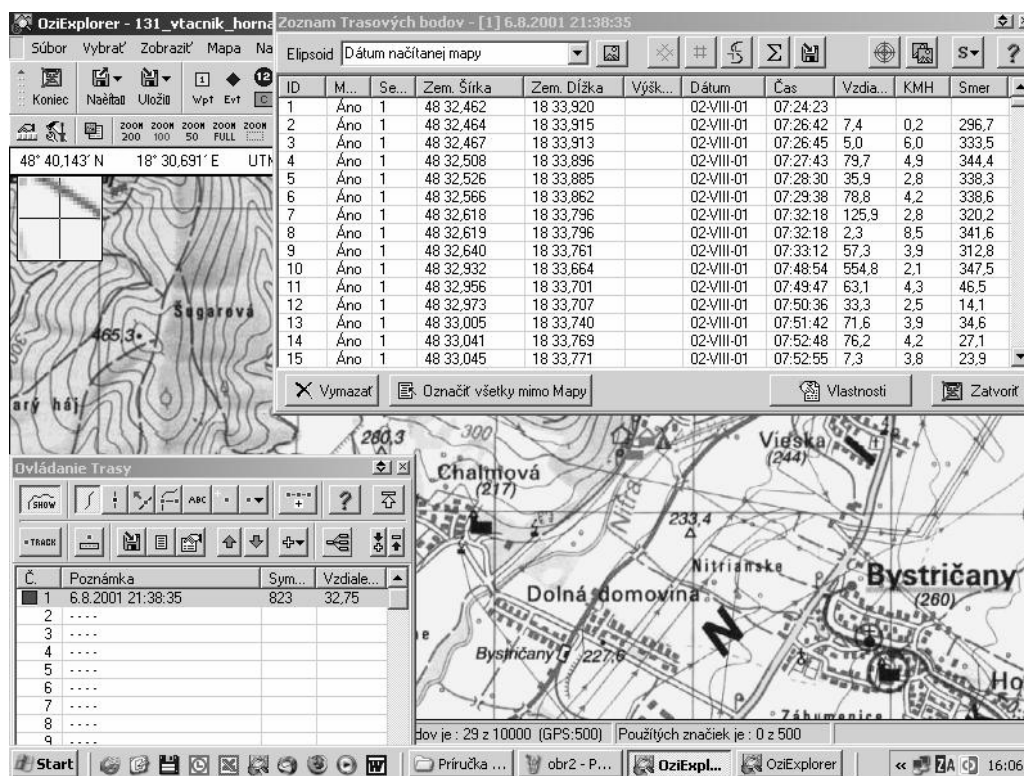 OziExplorer - 131_vtacnik_horna
Súbor Vybrať Zobraziť Mapa Na
Koniec Naèítaß Uložiß Wpt Evt
ZOOM 200 ZOOM 100 ZOOM 50 ZOOM FULL ZOOM
48° 40,143' N 18° 30,691' E UTM
Zoznam Trasových bodov - [1] 6.8.2001 21:38:35
Elipsoid Dátum načítanej mapy
ID M... Se... Zem. Šírka Zem. Dĺžka Výšk... Dátum Čas Vzdia... KMH Smer
1 Áno 1 48 32,462 18 33,920 02-VIII-01 07:24:23
2 Áno 1 48 32,464 18 33,915 02-VIII-01 07:26:42 7,4 0,2 296,7
3 Áno 1 48 32,467 18 33,913 02-VIII-01 07:26:45 5,0 6,0 333,5
4 Áno 1 48 32,508 18 33,896 02-VIII-01 07:27:43 79,7 4,9 344,4
5 Áno 1 48 32,526 18 33,885 02-VIII-01 07:28:30 35,9 2,8 338,3
6 Áno 1 48 32,566 18 33,862 02-VIII-01 07:29:38 78,8 4,2 338,6
7 Áno 1 48 32,618 18 33,796 02-VIII-01 07:32:18 125,9 2,8 320,2
8 Áno 1 48 32,619 18 33,796 02-VIII-01 07:32:18 2,3 8,5 341,6
9 Áno 1 48 32,640 18 33,761 02-VIII-01 07:33:12 57,3 3,9 312,8
10 Áno 1 48 32,932 18 33,664 02-VIII-01 07:48:54 554,8 2,1 347,5
11 Áno 1 48 32,956 18 33,701 02-VIII-01 07:49:47 63,1 4,3 46,5
12 Áno 1 48 32,973 18 33,707 02-VIII-01 07:50:36 33,3 2,5 14,1
13 Áno 1 48 33,005 18 33,740 02-VIII-01 07:51:42 71,6 3,9 34,6
14 Áno 1 48 33,041 18 33,769 02-VIII-01 07:52:48 76,2 4,2 27,1
15 Áno 1 48 33,045 18 33,771 02-VIII-01 07:52:55 7,3 3,8 23,9
Vymazať Označiť všetky mimo Mapy Vlastnosti Zatvoriť
Šugarová
465,3
300
arý háj
280,3
300
Chalmová
(217)
Vieska
(244)
Nitra
233,4
Nitrianske
Dolná domovina
Bystričany
(260)
N
Bystričany
227,6
Ho
Záhumenice
Ovládanie Trasy
SHOW ABC
TRACK
Č. Poznámka Sym... Vzdiale...
1 6.8.2001 21:38:35 823 32,75
2 - - - -
3 - - - -
4 - - - -
5 - - - -
6 - - - -
7 - - - -
8 - - - -
9 - - - -
dov je : 29 z 10000 (GPS:500) Použítých značiek je : 0 z 500
Start Príručka ... obr2 - P... OziExpl... OziExplorer 16:06